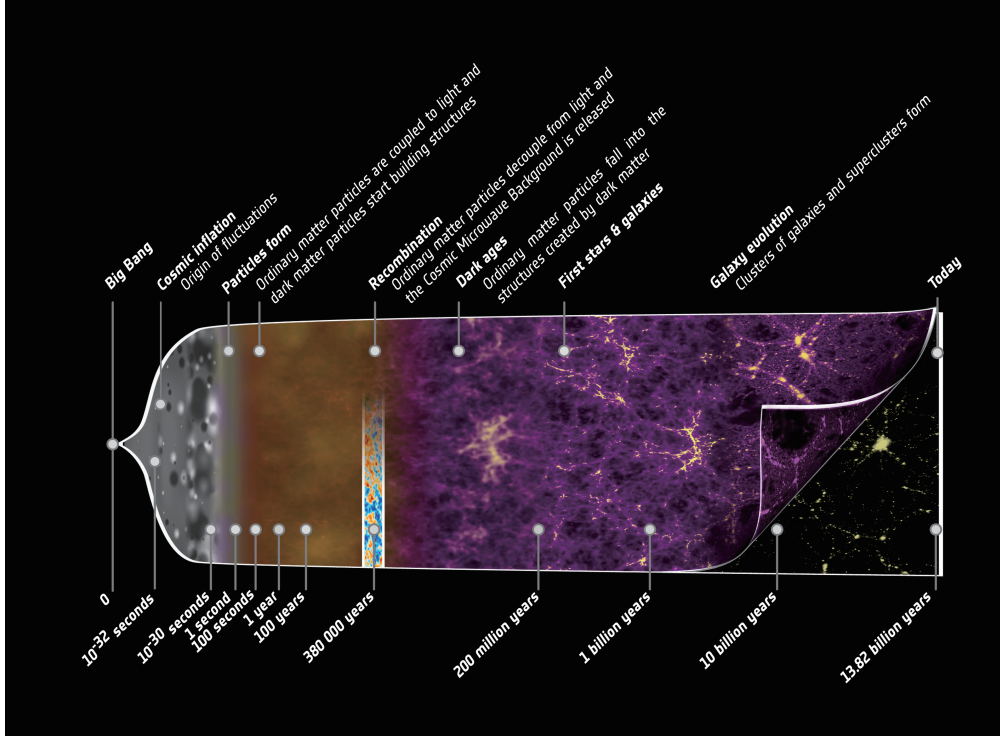 Big Bang
Cosmic inflation
Origin of fluctuations
Particles form
Ordinary matter particles are coupled to light and
dark matter particles start building structures
Recombination
Ordinary matter particles decouple from light and
the Cosmic Microwave Background is released
Dark ages
Ordinary matter particles fall into the
structures created by dark matter
First stars & galaxies
Galaxy evolution
Clusters of galaxies and superclusters form
Today
0
10-32 seconds
10-30 seconds
1 second
100 seconds
1 year
100 years
380 000 years
200 million years
1 billion years
10 billion years
13.82 billion years